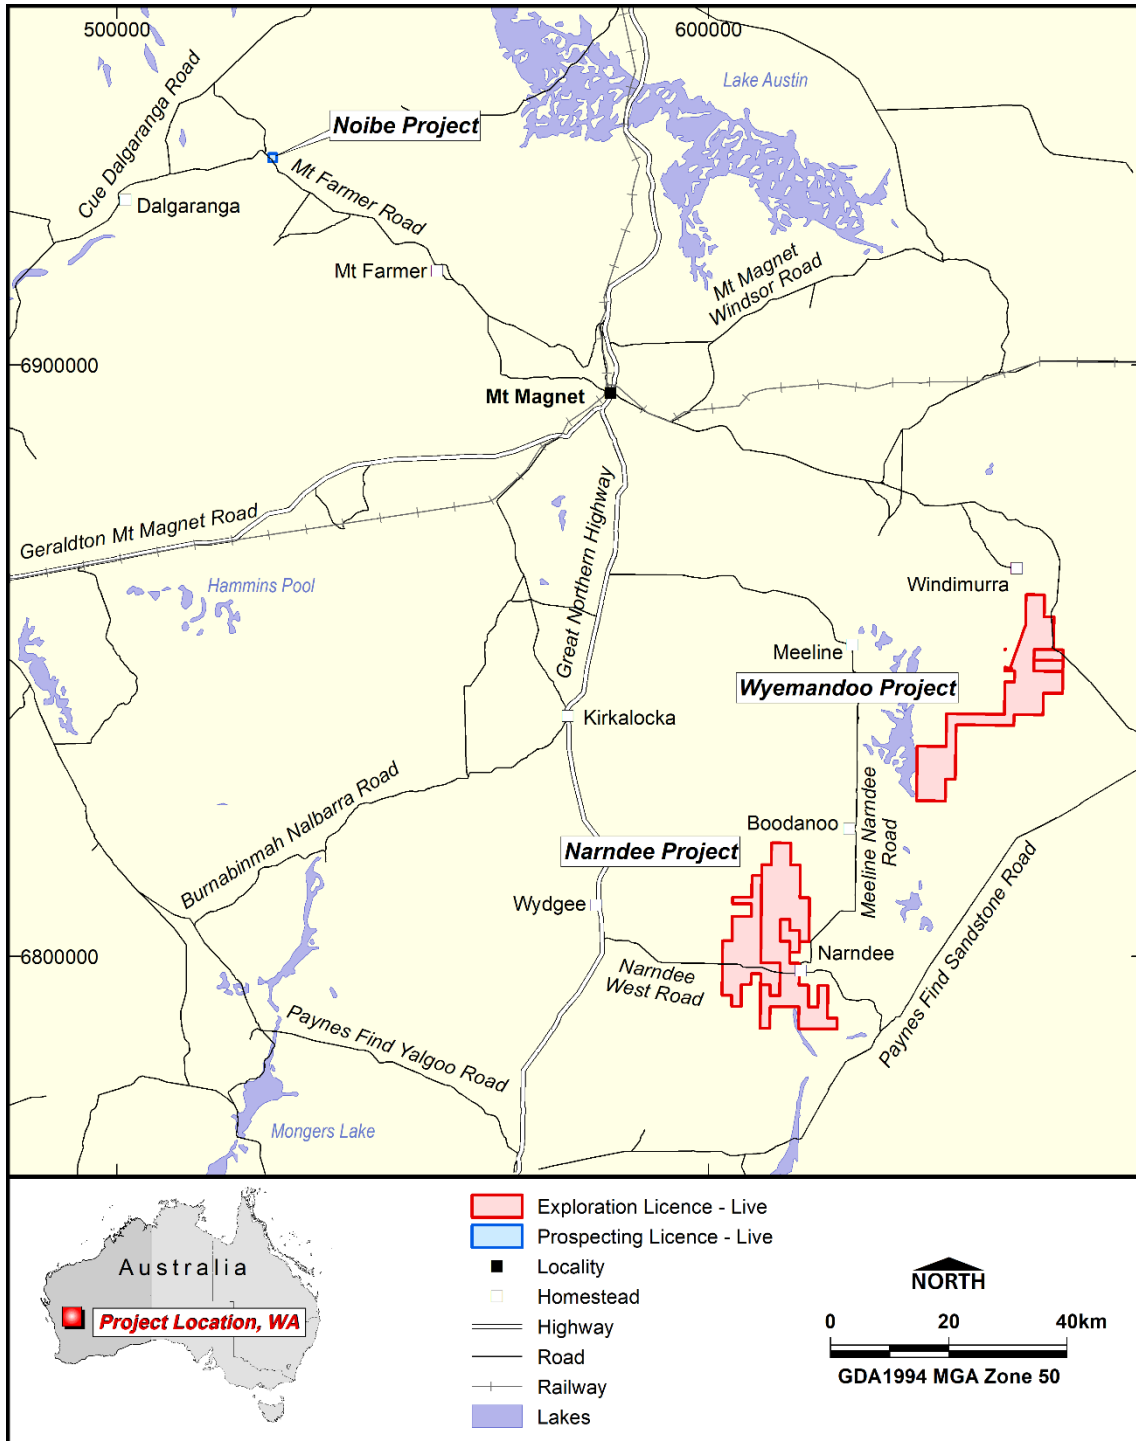 500000
600000
Lake Austin
Cue Dalgaranga Road
Noibe Project
Mt Farmer Road
Dalgaranga
Mt Farmer
Mt Magnet
Windsor Road
6900000
Mt Magnet
Great Northern Highway
Geraldton Mt Magnet Road
Hammins Pool
Windimurra
Meeline
Wyemandoo Project
Kirkalocka
Burnabinmah Nalbarra Road
Meeline Narndee
Road
Boodanoo
Narndee Project
Wydgee
Paynes Find Sandstone Road
6800000
Narndee
Narndee
West Road
Paynes Find Yalgoo Road
Mongers Lake
Australia
Project Location, WA
Exploration Licence - Live
Prospecting Licence - Live
Locality
Homestead
Highway
Road
Railway
Lakes
NORTH
0 20 40km
GDA1994 MGA Zone 50